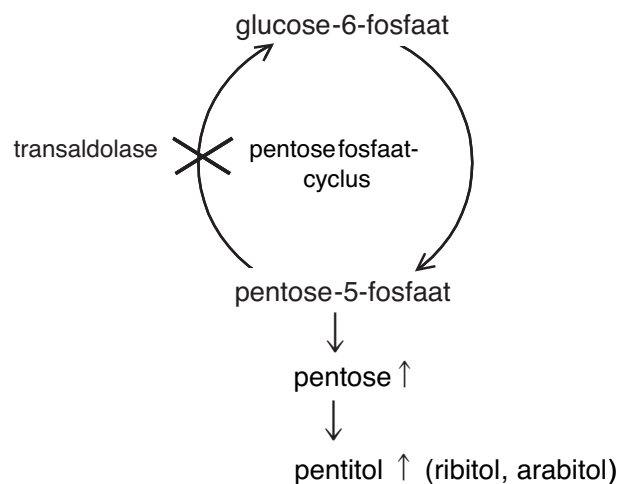 glucose-6-fosfaat
transaldolase
pentosefosfaat-
cyclus
pentose-5-fosfaat
pentose ↑
pentitol ↑ (ribitol, arabitol)